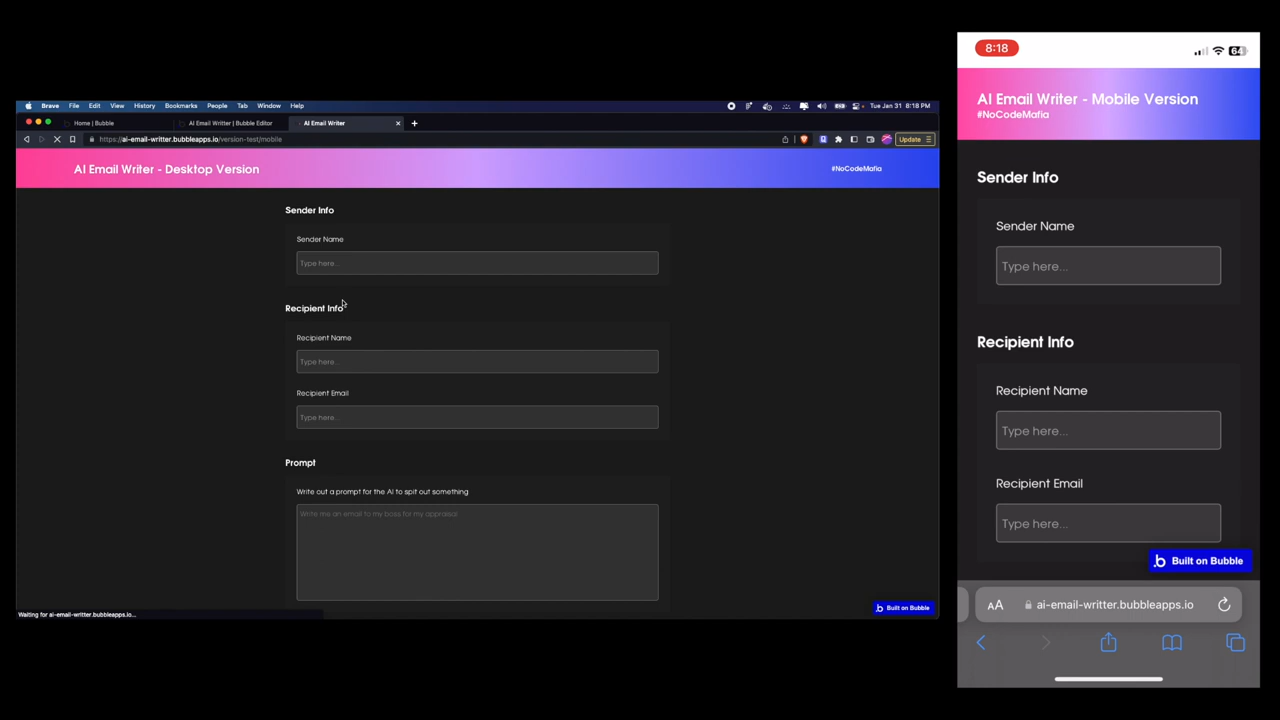 Brave File Edit View History Bookmarks People Tab Window Help
Tue Jan 31 8:18 PM
Home | Bubble
AI Email Writter | Bubble Editor
AI Email Writer
https://ai-email-writter.bubbleapps.io/version-test/mobile
Update
AI Email Writer - Desktop Version
#NoCodeMafia
Sender Info
Sender Name
Type here...
Recipient Info
Recipient Name
Type here...
Recipient Email
Type here...
Prompt
Write out a prompt for the AI to spit out something
Write me an email to my boss for my appraisal
Waiting for ai-email-writter.bubbleapps.io...
Built on Bubble
8:18
64
AI Email Writer - Mobile Version
#NoCodeMafia
Sender Info
Sender Name
Type here...
Recipient Info
Recipient Name
Type here...
Recipient Email
Type here...
Built on Bubble
AA ai-email-writter.bubbleapps.io